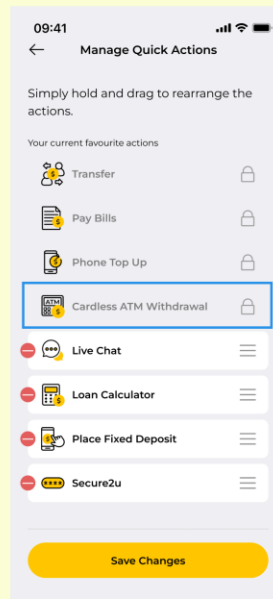 09:41
Manage Quick Actions
Simply hold and drag to rearrange the
actions.
Your current favourite actions
Transfer
Pay Bills
Phone Top Up
ATM
Cardless ATM Withdrawal
Live Chat
Loan Calculator
Place Fixed Deposit
Secure2u
Save Changes